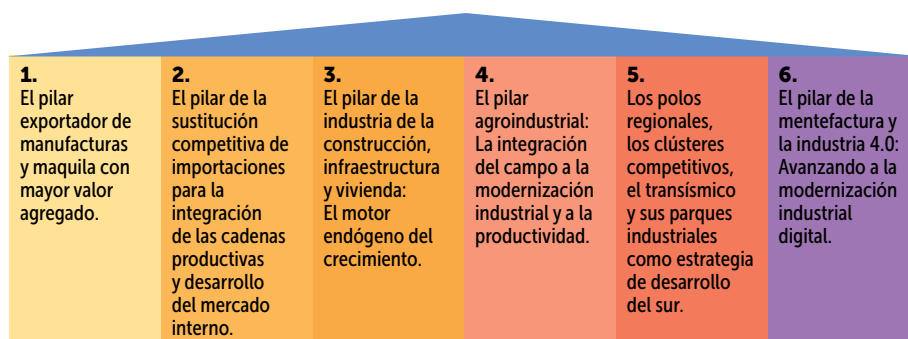 1.
El pilar
exportador de
manufacturas
y maquila con
mayor valor
agregado.
2.
El pilar de la
sustitución
competitiva de
importaciones
para la
integración
de las cadenas
productivas
y desarrollo
del mercado
interno.
3.
El pilar de la
industria de la
construcción,
infraestructura
y vivienda:
El motor
endógeno del
crecimiento.
4.
El pilar
agroindustrial:
La integración
del campo a la
modernización
industrial y a la
productividad.
5.
Los polos
regionales,
los clústeres
competitivos,
el transísmico
y sus parques
industriales
como estrategia
de desarrollo
del sur.
6.
El pilar de la
mentefactura y
la industria 4.0:
Avanzando a la
modernización
industrial
digital.